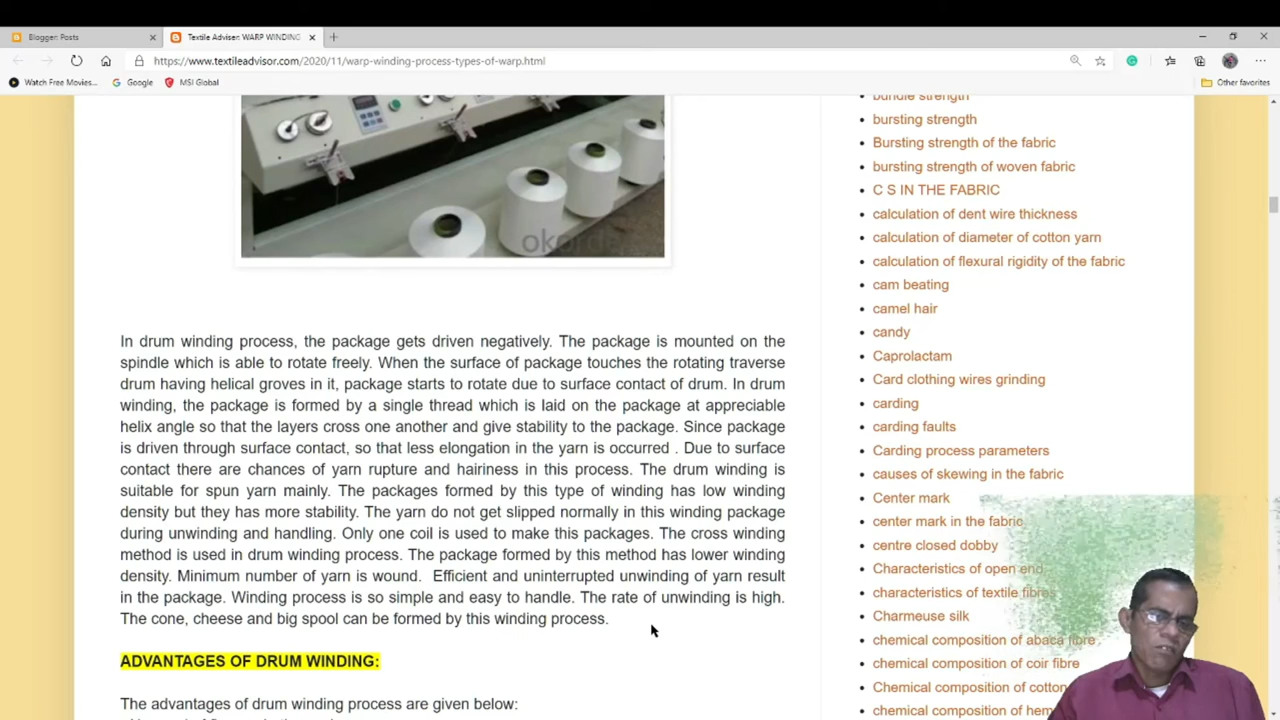 Blogger: Posts
Textile Adviser: WARP WINDING
https://www.textileadvisor.com/2020/11/warp-winding-process-types-of-warp.html
Watch Free Movies...
Google
MSI Global
Other favorites
In drum winding process, the package gets driven negatively. The package is mounted on the
spindle which is able to rotate freely. When the surface of package touches the rotating traverse
drum having helical groves in it, package starts to rotate due to surface contact of drum. In drum
winding, the package is formed by a single thread which is laid on the package at appreciable
helix angle so that the layers cross one another and give stability to the package. Since package
is driven through surface contact, so that less elongation in the yarn is occurred . Due to surface
contact there are chances of yarn rupture and hairiness in this process. The drum winding is
suitable for spun yarn mainly. The packages formed by this type of winding has low winding
density but they has more stability. The yarn do not get slipped normally in this winding package
during unwinding and handling. Only one coil is used to make this packages. The cross winding
method is used in drum winding process. The package formed by this method has lower winding
density. Minimum number of yarn is wound.  Efficient and uninterrupted unwinding of yarn result
in the package. Winding process is so simple and easy to handle. The rate of unwinding is high.
The cone, cheese and big spool can be formed by this winding process.
ADVANTAGES OF DRUM WINDING:
The advantages of drum winding process are given below:
bundle strength
bursting strength
Bursting strength of the fabric
bursting strength of woven fabric
C S IN THE FABRIC
calculation of dent wire thickness
calculation of diameter of cotton yarn
calculation of flexural rigidity of the fabric
cam beating
camel hair
candy
Caprolactam
Card clothing wires grinding
carding
carding faults
Carding process parameters
causes of skewing in the fabric
Center mark
center mark in the fabric
centre closed dobby
Characteristics of open end
characteristics of textile fibres
Charmeuse silk
chemical composition of abaca fibre
chemical composition of coir fibre
Chemical composition of cotton
chemical composition of hem